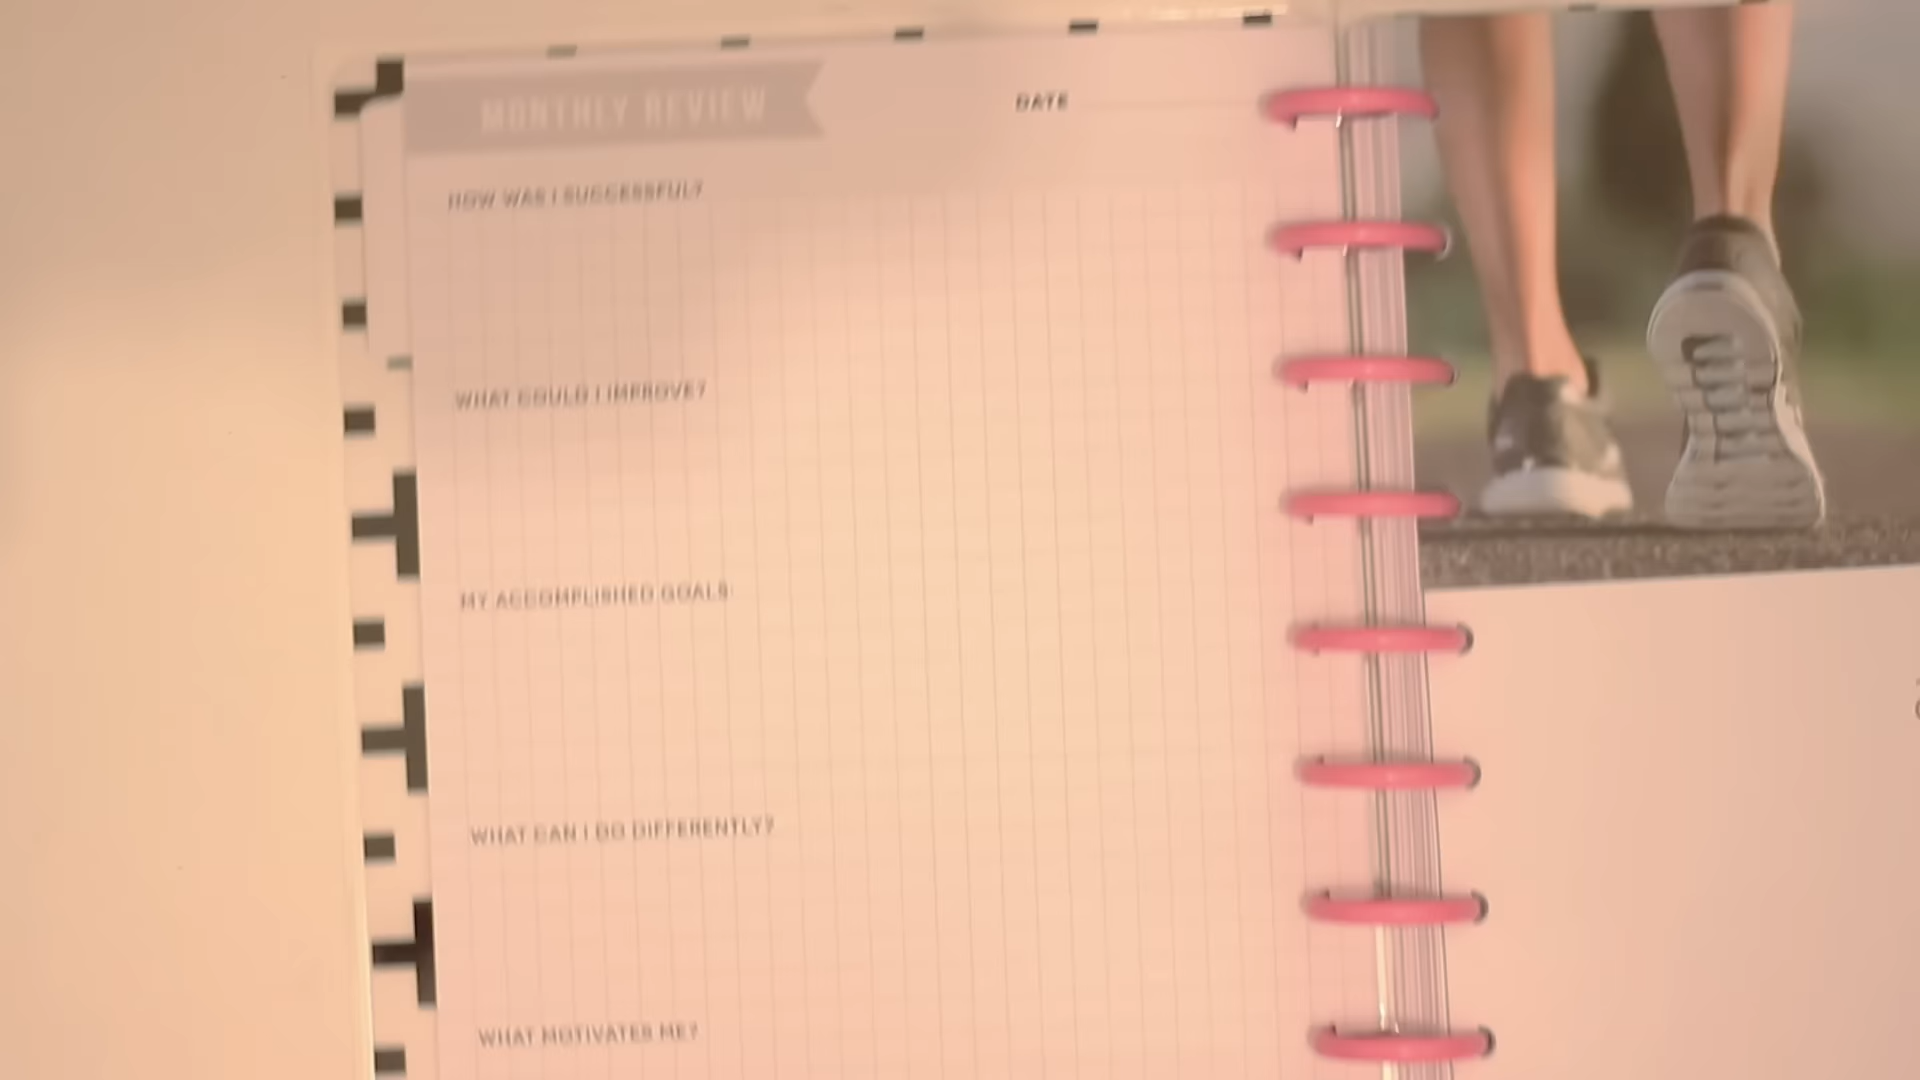 MONTHLY REVIEW
DATE
HOW WAS I SUCCESSFUL?
WHAT COULD I IMPROVE?
MY ACCOMPLISHED GOALS:
WHAT CAN I DO DIFFERENTLY?
WHAT MOTIVATES ME?